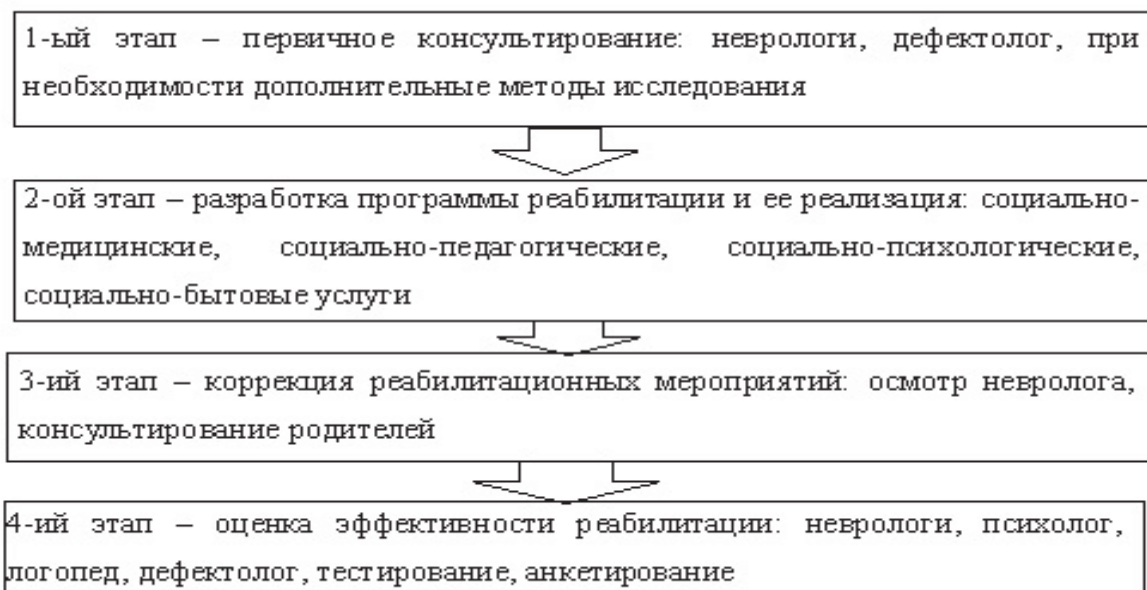 1-ый этап – первичное консультирование: неврологи, дефектолог, при
необходимости дополнительные методы исследования
2-ой этап – разработка программы реабилитации и ее реализация: социально-
медицинские, социально-педагогические, социально-психологические,
социально-бытовые услуги
3-ий этап – коррекция реабилитационных мероприятий: осмотр невролога,
консультирование родителей
4-ий этап – оценка эффективности реабилитации: неврологи, психолог,
логопед, дефектолог, тестирование, анкетирование